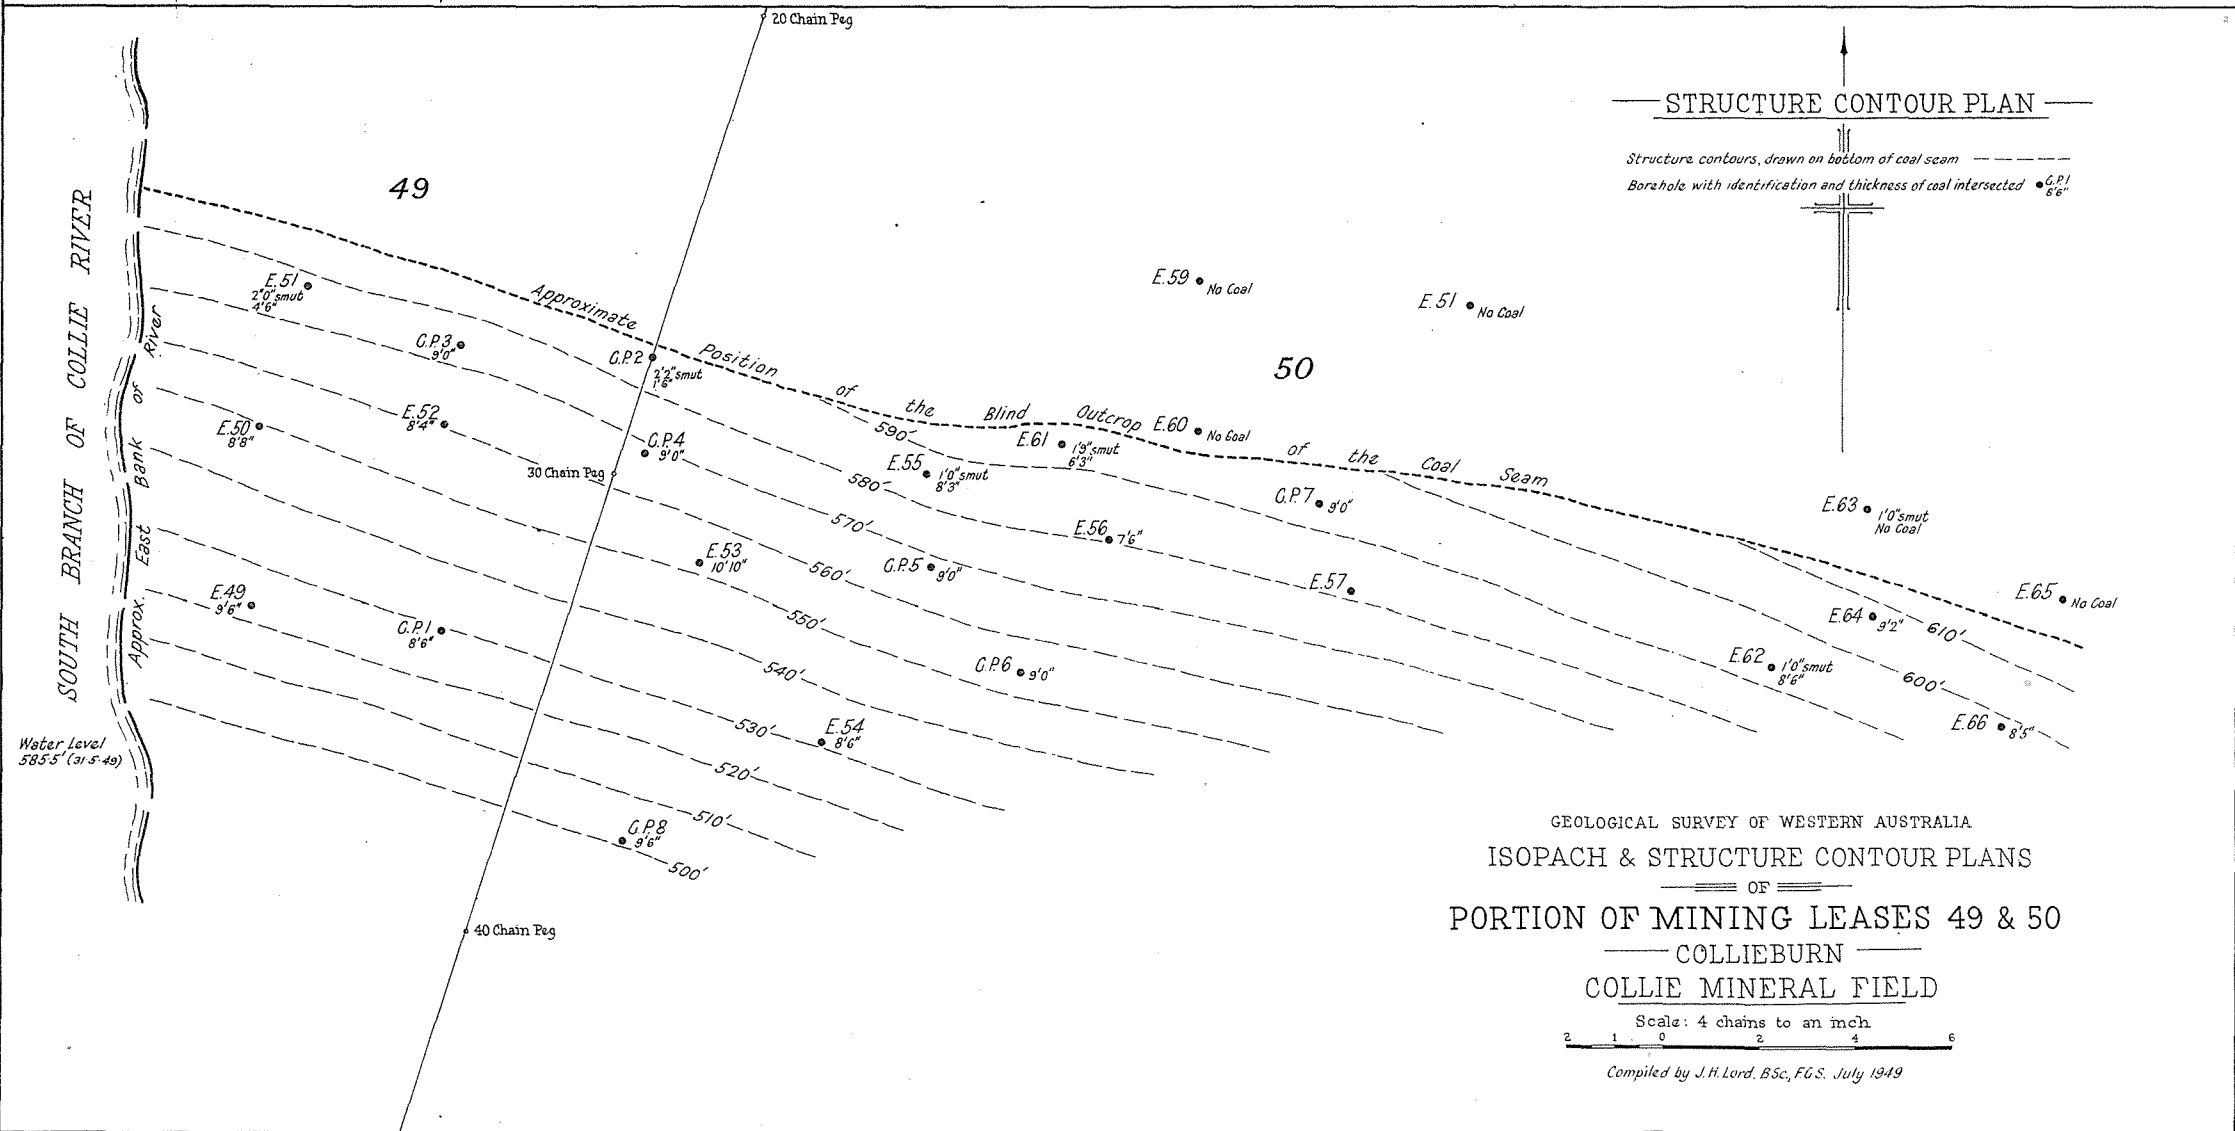 20 Chain Peg
STRUCTURE CONTOUR PLAN
Structure contours, drawn on bottom of coal seam
Borehole with identification and thickness of coal intersected
G.P.1
8'6"
49
50
SOUTH BRANCH OF COLLIE RIVER
Approx. East Bank of River
Water Level
585·5' (31·5·49)
Approximate Position of the Blind Outcrop of the Coal Seam
E.51
2'0" smut
4'6"
G.P.3
9'0"
G.P.2
2'2" smut
1'6"
E.59
No Coal
E.51
No Coal
E.50
8'8"
E.52
8'4"
G.P.4
9'0"
30 Chain Peg
E.55
1'0" smut
8'3"
E.61
1'9" smut
6'3"
E.60
No Coal
G.P.7
9'0"
E.63
1'0" smut
No Coal
E.56
7'6"
E.53
10'10"
G.P.5
9'0"
E.57
E.65
No Coal
E.64
9'2"
E.49
9'6"
G.P.1
8'6"
G.P.6
9'0"
E.62
1'0" smut
8'6"
E.66
8'5"
E.54
8'6"
G.P.8
9'6"
590'
580'
570'
560'
550'
540'
530'
520'
510'
500'
610'
600'
40 Chain Peg
GEOLOGICAL SURVEY OF WESTERN AUSTRALIA
ISOPACH & STRUCTURE CONTOUR PLANS
OF
PORTION OF MINING LEASES 49 & 50
COLLIEBURN
COLLIE MINERAL FIELD
Scale: 4 chains to an inch
2 1 0 2 4 6
Compiled by J.H. Lord, BSc., F.G.S. July 1949